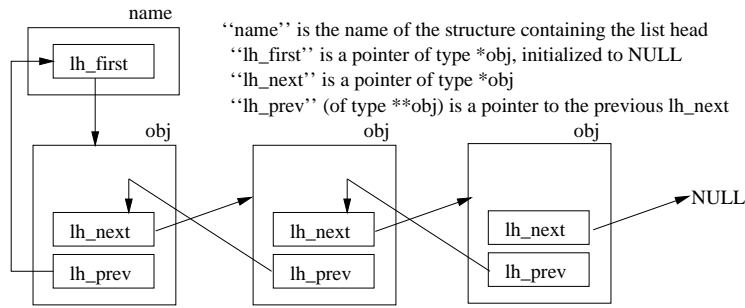 name
‘‘name’’ is the name of the structure containing the list head
lh_first
‘‘lh_first’’ is a pointer of type *obj, initialized to NULL
‘‘lh_next’’ is a pointer of type *obj
‘‘lh_prev’’ (of type **obj) is a pointer to the previous lh_next
obj
obj
obj
NULL
lh_next
lh_next
lh_next
lh_prev
lh_prev
lh_prev